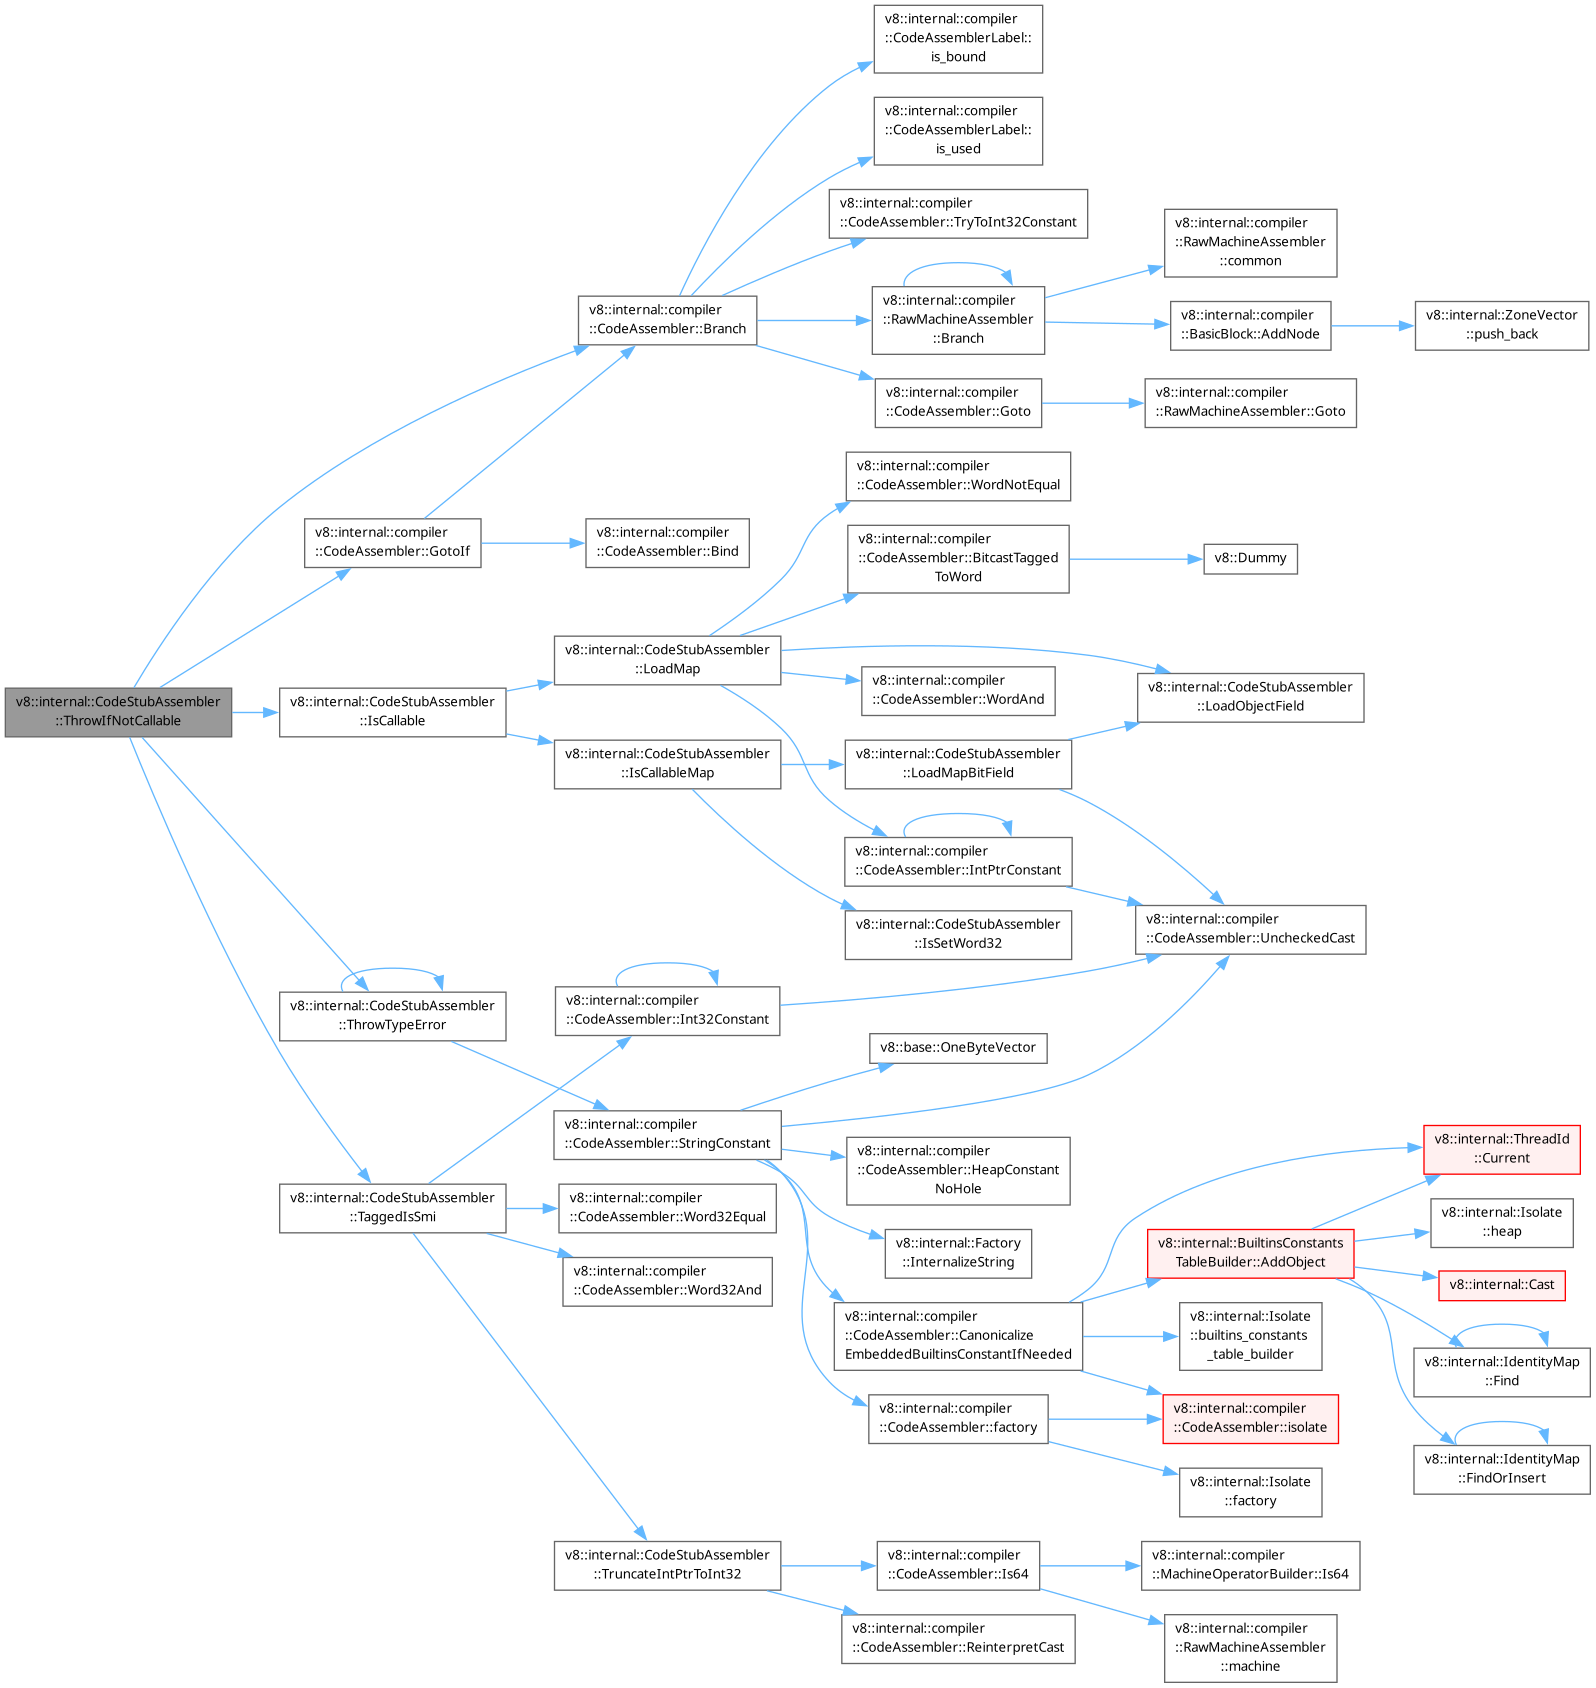 v8::internal::CodeStubAssembler
::ThrowIfNotCallable
v8::internal::compiler
::CodeAssembler::Branch
v8::internal::compiler
::CodeAssemblerLabel::
is_bound
v8::internal::compiler
::CodeAssemblerLabel::
is_used
v8::internal::compiler
::CodeAssembler::TryToInt32Constant
v8::internal::compiler
::RawMachineAssembler
::Branch
v8::internal::compiler
::RawMachineAssembler
::common
v8::internal::compiler
::BasicBlock::AddNode
v8::internal::ZoneVector
::push_back
v8::internal::compiler
::CodeAssembler::Goto
v8::internal::compiler
::RawMachineAssembler::Goto
v8::internal::compiler
::CodeAssembler::GotoIf
v8::internal::compiler
::CodeAssembler::Bind
v8::internal::CodeStubAssembler
::IsCallable
v8::internal::CodeStubAssembler
::LoadMap
v8::internal::compiler
::CodeAssembler::WordNotEqual
v8::internal::compiler
::CodeAssembler::BitcastTagged
ToWord
v8::Dummy
v8::internal::compiler
::CodeAssembler::WordAnd
v8::internal::CodeStubAssembler
::LoadObjectField
v8::internal::CodeStubAssembler
::IsCallableMap
v8::internal::CodeStubAssembler
::LoadMapBitField
v8::internal::compiler
::CodeAssembler::IntPtrConstant
v8::internal::CodeStubAssembler
::IsSetWord32
v8::internal::compiler
::CodeAssembler::UncheckedCast
v8::internal::CodeStubAssembler
::ThrowTypeError
v8::internal::compiler
::CodeAssembler::Int32Constant
v8::base::OneByteVector
v8::internal::compiler
::CodeAssembler::StringConstant
v8::internal::compiler
::CodeAssembler::HeapConstant
NoHole
v8::internal::Factory
::InternalizeString
v8::internal::compiler
::CodeAssembler::Canonicalize
EmbeddedBuiltinsConstantIfNeeded
v8::internal::ThreadId
::Current
v8::internal::BuiltinsConstants
TableBuilder::AddObject
v8::internal::Isolate
::heap
v8::internal::Cast
v8::internal::IdentityMap
::Find
v8::internal::IdentityMap
::FindOrInsert
v8::internal::Isolate
::builtins_constants
_table_builder
v8::internal::compiler
::CodeAssembler::isolate
v8::internal::compiler
::CodeAssembler::factory
v8::internal::Isolate
::factory
v8::internal::CodeStubAssembler
::TaggedIsSmi
v8::internal::compiler
::CodeAssembler::Word32Equal
v8::internal::compiler
::CodeAssembler::Word32And
v8::internal::CodeStubAssembler
::TruncateIntPtrToInt32
v8::internal::compiler
::CodeAssembler::Is64
v8::internal::compiler
::MachineOperatorBuilder::Is64
v8::internal::compiler
::RawMachineAssembler
::machine
v8::internal::compiler
::CodeAssembler::ReinterpretCast